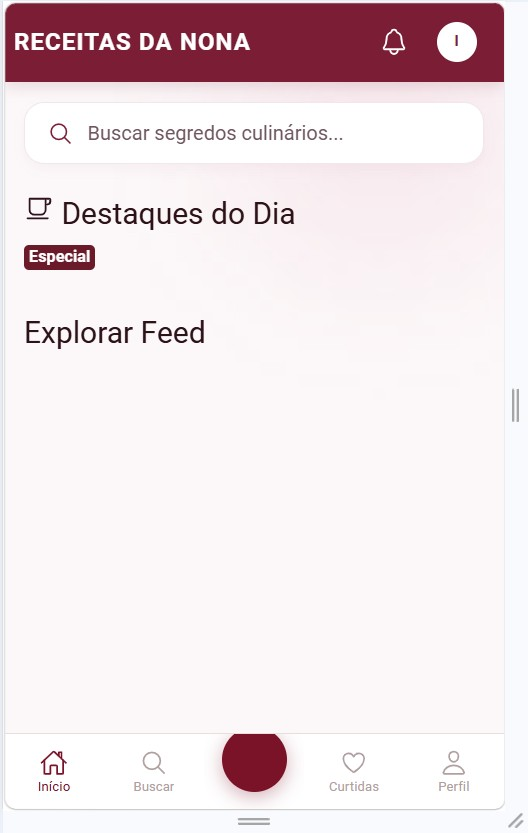 RECEITAS DA NONA
I
Buscar segredos culinários...
Destaques do Dia
Especial
Explorar Feed
Início
Buscar
Curtidas
Perfil